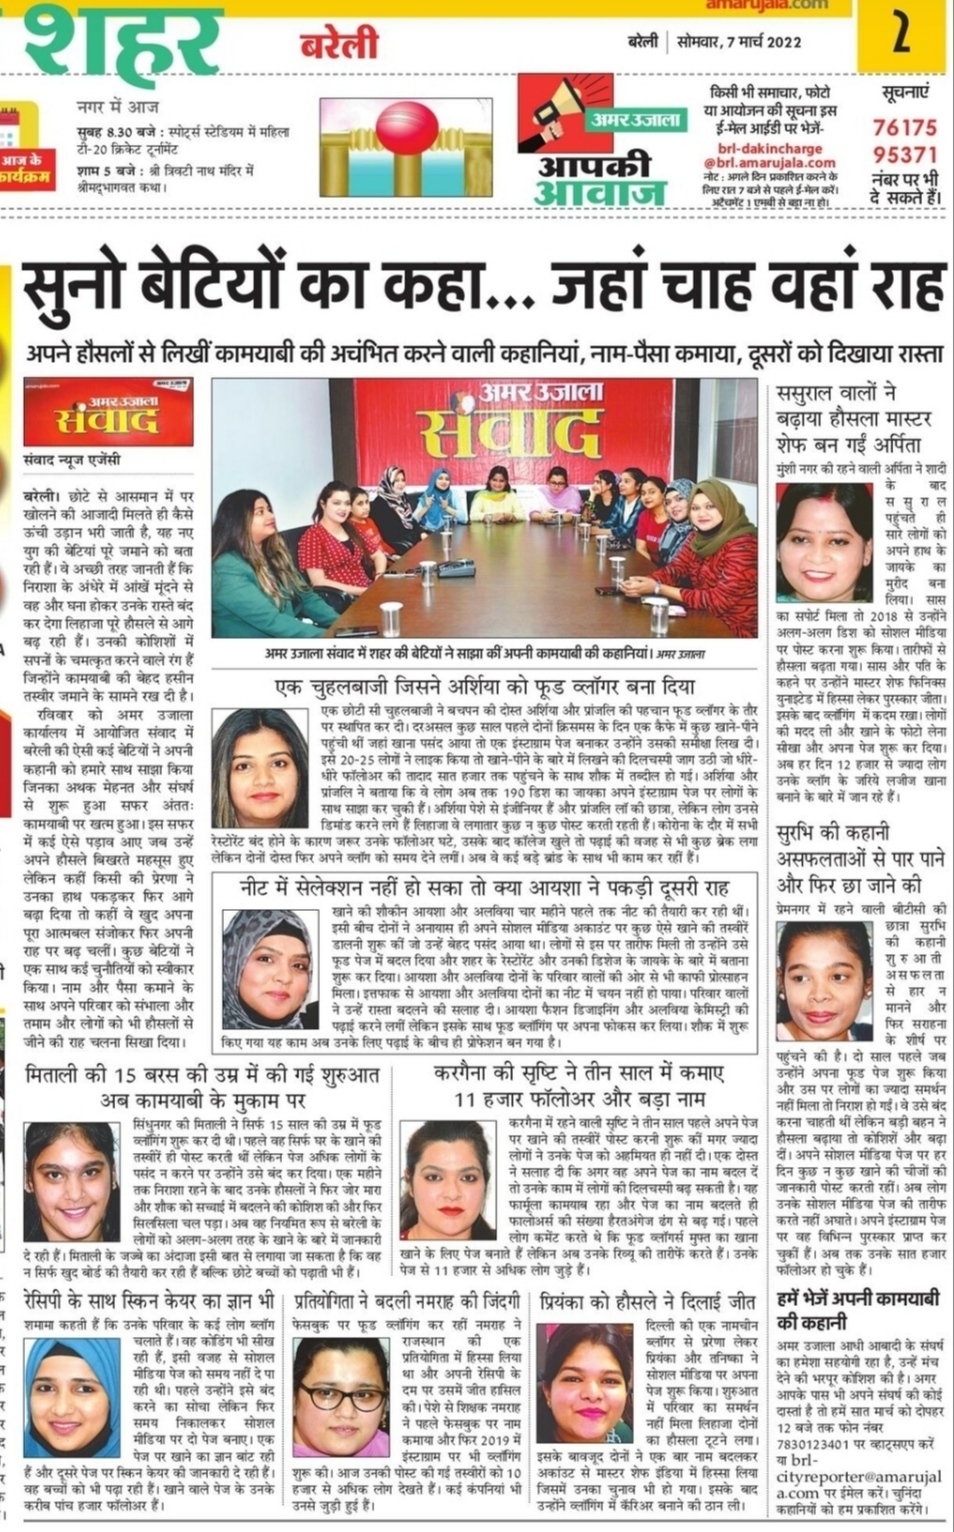 amarujala.com
शहर
बरेली
बरेली | सोमवार, 7 मार्च 2022
2
आज के
कार्यक्रम
नगर में आज
सुबह 8.30 बजे : स्पोर्ट्स स्टेडियम में महिला
टी-20 क्रिकेट टूर्नामेंट
शाम 5 बजे : श्री त्रिवटी नाथ मंदिर में
श्रीमद्भागवत कथा।
अमर उजाला
आपकी
आवाज
किसी भी समाचार, फोटो
या आयोजन की सूचना इस
ई-मेल आईडी पर भेजें-
brl-dakincharge
@brl.amarujala.com
नोट : अगले दिन प्रकाशित करने के
लिए रात 7 बजे से पहले ई-मेल करें।
अटैचमेंट 1 एमबी से बड़ा ना हो।
सूचनाएं
76175
95371
नंबर पर भी
दे सकते हैं।
सुनो बेटियों का कहा... जहां चाह वहां राह
अपने हौसलों से लिखीं कामयाबी की अचंभित करने वाली कहानियां, नाम-पैसा कमाया, दूसरों को दिखाया रास्ता
अमर उजाला
संवाद
संवाद न्यूज एजेंसी
बरेली। छोटे से आसमान में पर
खोलने की आजादी मिलते ही कैसे
ऊंची उड़ान भरी जाती है, यह नए
युग की बेटियां पूरे जमाने को बता
रही हैं। वे अच्छी तरह जानती हैं कि
निराशा के अंधेरे में आंखें मूंदने से
वह और घना होकर उनके रास्ते बंद
कर देगा लिहाजा पूरे हौसले से आगे
बढ़ रही हैं। उनकी कोशिशों में
सपनों के चमत्कृत करने वाले रंग हैं
जिन्होंने कामयाबी की बेहद हसीन
तस्वीर जमाने के सामने रख दी है।
रविवार को अमर उजाला
कार्यालय में आयोजित संवाद में
बरेली की ऐसी कई बेटियों ने अपनी
कहानी को हमारे साथ साझा किया
जिनका अथक मेहनत और संघर्ष
से शुरू हुआ सफर अंततः
कामयाबी पर खत्म हुआ। इस सफर
में कई ऐसे पड़ाव आए जब उन्हें
अपने हौसले बिखरते महसूस हुए
लेकिन कहीं किसी की प्रेरणा ने
उनका हाथ पकड़कर फिर आगे
बढ़ा दिया तो कहीं वे खुद अपना
पूरा आत्मबल संजोकर फिर अपनी
राह पर बढ़ चलीं। कुछ बेटियों ने
एक साथ कई चुनौतियों को स्वीकार
किया। नाम और पैसा कमाने के
साथ अपने परिवार को संभाला और
तमाम और लोगों को भी हौसलों से
जीने की राह चलना सिखा दिया।
अमर उजाला
संवाद
अमर उजाला संवाद में शहर की बेटियों ने साझा कीं अपनी कामयाबी की कहानियां। अमर उजाला
एक चुहलबाजी जिसने अर्शिया को फूड व्लॉगर बना दिया
एक छोटी सी चुहलबाजी ने बचपन की दोस्त अर्शिया और प्रांजलि की पहचान फूड व्लॉगर के तौर
पर स्थापित कर दी। दरअसल कुछ साल पहले दोनों क्रिसमस के दिन एक कैफे में कुछ खाने-पीने
पहुंची थीं जहां खाना पसंद आया तो एक इंस्टाग्राम पेज बनाकर उन्होंने उसकी समीक्षा लिख दी।
इसे 20-25 लोगों ने लाइक किया तो खाने-पीने के बारे में लिखने की दिलचस्पी जाग उठी जो धीरे-
धीरे फॉलोअर की तादाद सात हजार तक पहुंचने के साथ शौक में तब्दील हो गई। अर्शिया और
प्रांजलि ने बताया कि वे लोग अब तक 190 डिश का जायका अपने इंस्टाग्राम पेज पर लोगों के
साथ साझा कर चुकी हैं। अर्शिया पेशे से इंजीनियर हैं और प्रांजलि लॉ की छात्रा, लेकिन लोग उनसे
डिमांड करने लगे हैं लिहाजा वे लगातार कुछ न कुछ पोस्ट करती रहती हैं। कोरोना के दौर में सभी
रेस्टोरेंट बंद होने के कारण जरूर उनके फॉलोअर घटे, उसके बाद कॉलेज खुले तो पढ़ाई की वजह से भी कुछ ब्रेक लगा
लेकिन दोनों दोस्त फिर अपने व्लॉग को समय देने लगीं। अब वे कई बड़े ब्रांड के साथ भी काम कर रहीं हैं।
नीट में सेलेक्शन नहीं हो सका तो क्या आयशा ने पकड़ी दूसरी राह
खाने की शौकीन आयशा और अलविया चार महीने पहले तक नीट की तैयारी कर रही थीं।
इसी बीच दोनों ने अनायास ही अपने सोशल मीडिया अकाउंट पर कुछ ऐसे खाने की तस्वीरें
डालनी शुरू कीं जो उन्हें बेहद पसंद आया था। लोगों से इस पर तारीफ मिली तो उन्होंने उसे
फूड पेज में बदल दिया और शहर के रेस्टोरेंट और उनकी डिशेज के जायके के बारे में बताना
शुरू कर दिया। आयशा और अलविया दोनों के परिवार वालों की ओर से भी काफी प्रोत्साहन
मिला। इत्तफाक से आयशा और अलविया दोनों का नीट में चयन नहीं हो पाया। परिवार वालों
ने उन्हें रास्ता बदलने की सलाह दी। आयशा फैशन डिजाइनिंग और अलविया केमिस्ट्री की
पढ़ाई करने लगीं लेकिन इसके साथ फूड ब्लॉगिंग पर अपना फोकस कर लिया। शौक में शुरू
किए गया यह काम अब उनके लिए पढ़ाई के बीच ही प्रोफेशन बन गया है।
मिताली की 15 बरस की उम्र में की गई शुरुआत
अब कामयाबी के मुकाम पर
सिंधुनगर की मिताली ने सिर्फ 15 साल की उम्र में फूड
व्लॉगिंग शुरू कर दी थी। पहले वह सिर्फ घर के खाने की
तस्वीरें ही पोस्ट करती थीं लेकिन पेज अधिक लोगों के
पसंद न करने पर उन्होंने उसे बंद कर दिया। एक महीने
तक निराशा रहने के बाद उनके हौसलों ने फिर जोर मारा
और शौक को सच्चाई में बदलने की कोशिश की और फिर
सिलसिला चल पड़ा। अब वह नियमित रूप से बरेली के
लोगों को अलग-अलग तरह के खाने के बारे में जानकारी
दे रही हैं। मिताली के जज्बे का अंदाजा इसी बात से लगाया जा सकता है कि वह
न सिर्फ खुद बोर्ड की तैयारी कर रही हैं बल्कि छोटे बच्चों को पढ़ाती भी हैं।
करगैना की सृष्टि ने तीन साल में कमाए
11 हजार फॉलोअर और बड़ा नाम
करगैना में रहने वाली सृष्टि ने तीन साल पहले अपने पेज
पर खाने की तस्वीरें पोस्ट करनी शुरू कीं मगर ज्यादा
लोगों ने उनके पेज को अहमियत ही नहीं दी। एक दोस्त
ने सलाह दी कि अगर वह अपने पेज का नाम बदल दें
तो उनके काम में लोगों की दिलचस्पी बढ़ सकती है। यह
फार्मूला कामयाब रहा और पेज का नाम बदलते ही
फालोअर्स की संख्या हैरतअंगेज ढंग से बढ़ गई। पहले
लोग कमेंट करते थे कि फूड व्लॉगर्स मुफ्त का खाना
खाने के लिए पेज बनाते हैं लेकिन अब उनके रिव्यू की तारीफें करते हैं। उनके
पेज से 11 हजार से अधिक लोग जुड़े हैं।
रेसिपी के साथ स्किन केयर का ज्ञान भी
शमामा कहती हैं कि उनके परिवार के कई लोग ब्लॉग
चलाते हैं। वह कोडिंग भी सीख
रही हैं, इसी वजह से सोशल
मीडिया पेज को समय नहीं दे पा
रही थी। पहले उन्होंने इसे बंद
करने का सोचा लेकिन फिर
समय निकालकर सोशल
मीडिया पर दो पेज बनाए। एक
पेज पर खाने का ज्ञान बांट रही
हैं और दूसरे पेज पर स्किन केयर की जानकारी दे रही हैं।
वह बच्चों को भी पढ़ा रही हैं। खाने वाले पेज के उनके
करीब पांच हजार फॉलोअर हैं।
प्रतियोगिता ने बदली नमराह की जिंदगी
फेसबुक पर फूड व्लॉगिंग कर रहीं नमराह ने
राजस्थान की एक
प्रतियोगिता में हिस्सा लिया
था और अपनी रेसिपी के
दम पर उसमें जीत हासिल
की। पेशे से शिक्षक नमराह
ने पहले फेसबुक पर नाम
कमाया और फिर 2019 में
इंस्टाग्राम पर भी व्लॉगिंग
शुरू की। आज उनकी पोस्ट की गई तस्वीरों को 10
हजार से अधिक लोग देखते हैं। कई कंपनियां भी
उनसे जुड़ी हुई हैं।
प्रियंका को हौसले ने दिलाई जीत
दिल्ली की एक नामचीन
ब्लॉगर से प्ररेणा लेकर
प्रियंका और तनिष्का ने
सोशल मीडिया पर अपना
पेज शुरू किया। शुरुआत
में परिवार का समर्थन
नहीं मिला लिहाजा दोनों
का हौसला टूटने लगा।
इसके बावजूद दोनों ने एक बार नाम बदलकर
अकाउंट से मास्टर शेफ इंडिया में हिस्सा लिया
जिसमें उनका चुनाव भी हो गया। इसके बाद
उन्होंने व्लॉगिंग में कॅरिअर बनाने की ठान ली।
ससुराल वालों ने
बढ़ाया हौसला मास्टर
शेफ बन गईं अर्पिता
मुंशी नगर की रहने वाली अर्पिता ने शादी
के बाद
ससुराल
पहुंचते ही
सारे लोगों को
अपने हाथ के
जायके का
मुरीद बना
लिया। सास
का सपोर्ट मिला तो 2018 से उन्होंने
अलग-अलग डिश को सोशल मीडिया
पर पोस्ट करना शुरू किया। तारीफों से
हौसला बढ़ता गया। सास और पति के
कहने पर उन्होंने मास्टर शेफ फिनिक्स
युनाइटेड में हिस्सा लेकर पुरस्कार जीता।
इसके बाद व्लॉगिंग में कदम रखा। लोगों
की मदद ली और खाने के फोटो लेना
सीखा और अपना पेज शुरू कर दिया।
अब हर दिन 12 हजार से ज्यादा लोग
उनके व्लॉग के जरिये लजीज खाना
बनाने के बारे में जान रहे हैं।
सुरभि की कहानी
असफलताओं से पार पाने
और फिर छा जाने की
प्रेमनगर में रहने वाली बीटीसी की
छात्रा सुरभि
की कहानी
शुरुआती
असफलता
से हार न
मानने और
फिर सराहना
के शीर्ष पर
पहुंचने की है। दो साल पहले जब
उन्होंने अपना फूड पेज शुरू किया
और उस पर लोगों का ज्यादा समर्थन
नहीं मिला तो निराश हो गईं। वे उसे बंद
करना चाहती थीं लेकिन बड़ी बहन ने
हौसला बढ़ाया तो कोशिशें और बढ़ा
दीं। अपने सोशल मीडिया पेज पर हर
दिन कुछ न कुछ खाने की चीजों की
जानकारी पोस्ट करती रहीं। अब लोग
उनके सोशल मीडिया पेज की तारीफ
करते नहीं अघाते। अपने इंस्टाग्राम पेज
पर वह विभिन्न पुरस्कार प्राप्त कर
चुकीं हैं। अब तक उनके सात हजार
फॉलोअर हो चुके हैं।
हमें भेजें अपनी कामयाबी
की कहानी
अमर उजाला आधी आबादी के संघर्ष
का हमेशा सहयोगी रहा है, उन्हें मंच
देने की भरपूर कोशिश की है। अगर
आपके पास भी अपने संघर्ष की कोई
दास्तां है तो हमें सात मार्च को दोपहर
12 बजे तक फोन नंबर
7830123401 पर व्हाट्सएप करें
या brl-
cityreporter@amarujal
a.com पर ईमेल करें। चुनिंदा
कहानियों को हम प्रकाशित करेंगे।